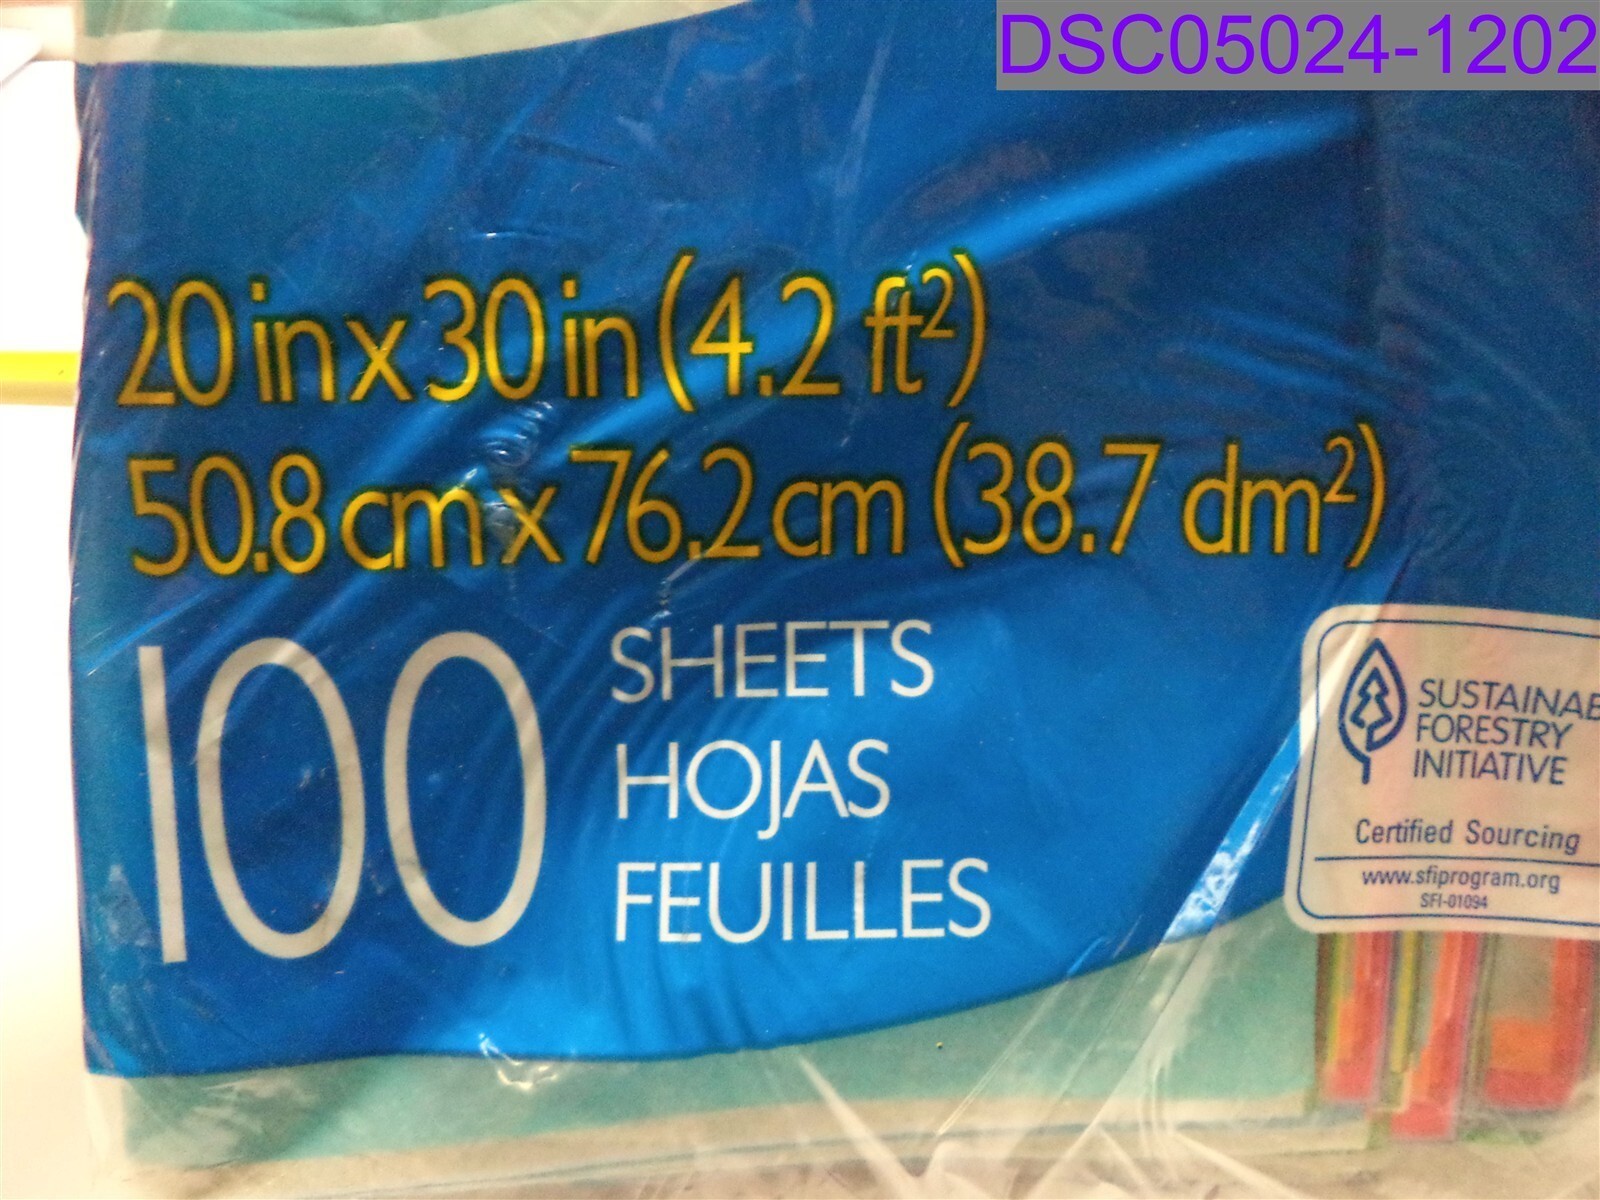 DSC05024-1202
20 in x 30 in (4.2 ft²)
50.8 cm x 76.2 cm (38.7 dm²)
100 SHEETS
HOJAS
FEUILLES
SUSTAINAB
FORESTRY
INITIATIVE
Certified Sourcing
www.sfiprogram.org
SFI-01094